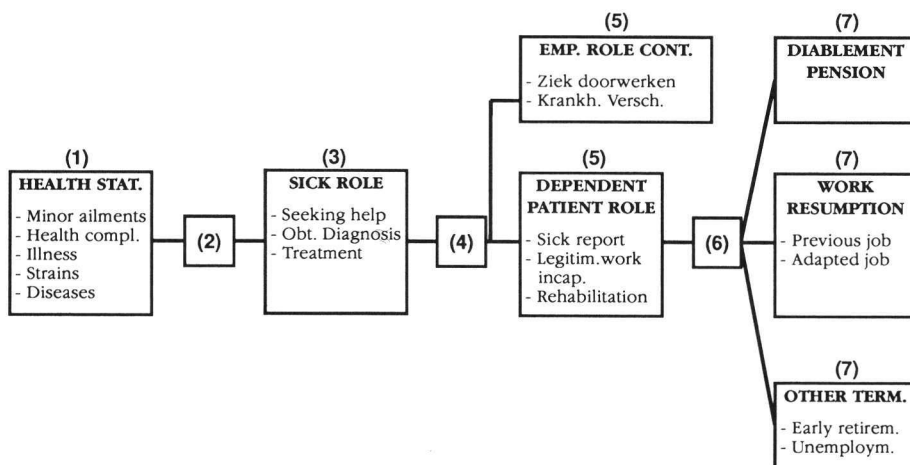 (1)
HEALTH STAT.
- Minor ailments
- Health compl.
- Illness
- Strains
- Diseases
(2)
(3)
SICK ROLE
- Seeking help
- Obt. Diagnosis
- Treatment
(4)
(5)
EMP. ROLE CONT.
- Ziek doorwerken
- Krankh. Versch.
(5)
DEPENDENT
PATIENT ROLE
- Sick report
- Legitim.work
incap.
- Rehabilitation
(6)
(7)
DIABLEMENT
PENSION
(7)
WORK
RESUMPTION
- Previous job
- Adapted job
(7)
OTHER TERM.
- Early retirem.
- Unemploym.